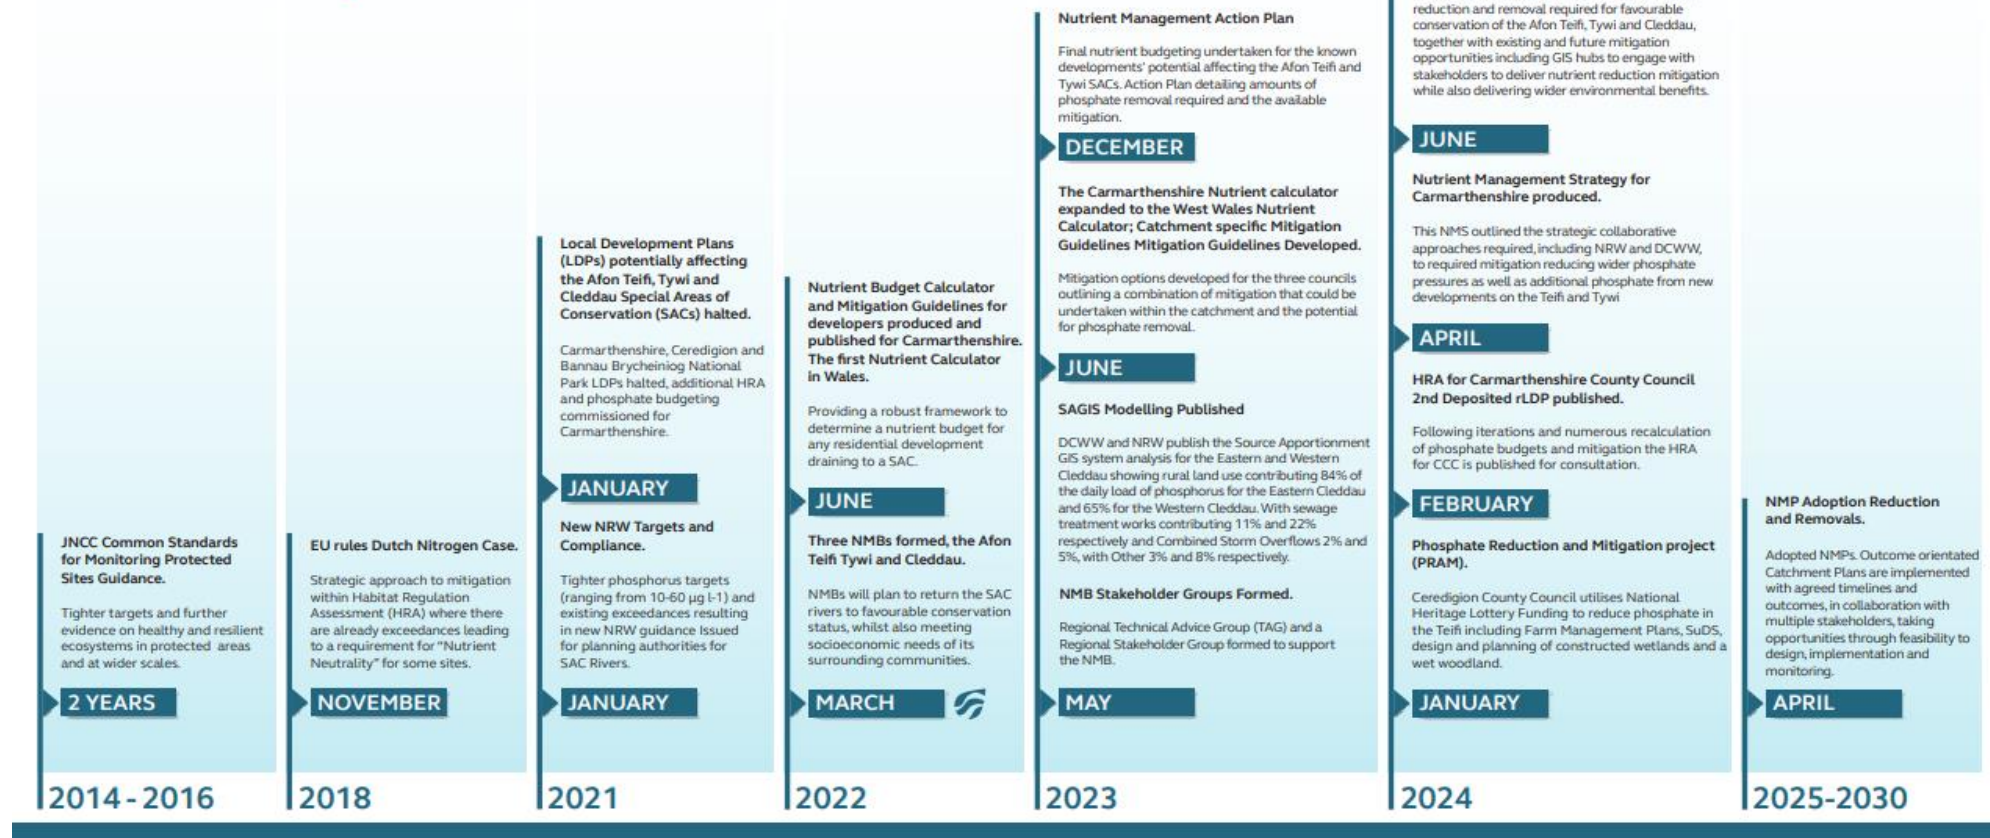 JNCC Common Standards
for Monitoring Protected
Sites Guidance.
Tighter targets and further
evidence on healthy and resilient
ecosystems in protected areas
and at wider scales.
2 YEARS
2014 - 2016
EU rules Dutch Nitrogen Case.
Strategic approach to mitigation
within Habitat Regulation
Assessment (HRA) where there
are already exceedances leading
to a requirement for "Nutrient
Neutrality" for some sites.
NOVEMBER
2018
Local Development Plans
(LDPs) potentially affecting
the Afon Teifi, Tywi and
Cleddau Special Areas of
Conservation (SACs) halted.
Carmarthenshire, Ceredigion and
Bannau Brycheiniog National
Park LDPs halted, additional HRA
and phosphate budgeting
commissioned for
Carmarthenshire.
JANUARY
New NRW Targets and
Compliance.
Tighter phosphorus targets
(ranging from 10-60 µg l-1) and
existing exceedances resulting
in new NRW guidance Issued
for planning authorities for
SAC Rivers.
JANUARY
2021
Nutrient Budget Calculator
and Mitigation Guidelines for
developers produced and
published for Carmarthenshire.
The first Nutrient Calculator
in Wales.
Providing a robust framework to
determine a nutrient budget for
any residential development
draining to a SAC.
JUNE
Three NMBs formed, the Afon
Teifi Tywi and Cleddau.
NMBs will plan to return the SAC
rivers to favourable conservation
status, whilst also meeting
socioeconomic needs of its
surrounding communities.
MARCH
2022
Nutrient Management Action Plan
Final nutrient budgeting undertaken for the known
developments' potential affecting the Afon Teifi and
Tywi SACs. Action Plan detailing amounts of
phosphate removal required and the available
mitigation.
DECEMBER
The Carmarthenshire Nutrient calculator
expanded to the West Wales Nutrient
Calculator; Catchment specific Mitigation
Guidelines Mitigation Guidelines Developed.
Mitigation options developed for the three councils
outlining a combination of mitigation that could be
undertaken within the catchment and the potential
for phosphate removal.
JUNE
SAGIS Modelling Published
DCWW and NRW publish the Source Apportionment
GIS system analysis for the Eastern and Western
Cleddau showing rural land use contributing 84% of
the daily load of phosphorus for the Eastern Cleddau
and 65% for the Western Cleddau. With sewage
treatment works contributing 11% and 22%
respectively and Combined Storm Overflows 2% and
5%, with Other 3% and 8% respectively.
NMB Stakeholder Groups Formed.
Regional Technical Advice Group (TAG) and a
Regional Stakeholder Group formed to support
the NMB.
MAY
2023
reduction and removal required for favourable
conservation of the Afon Teifi, Tywi and Cleddau,
together with existing and future mitigation
opportunities including GIS hubs to engage with
stakeholders to deliver nutrient reduction mitigation
while also delivering wider environmental benefits.
JUNE
Nutrient Management Strategy for
Carmarthenshire produced.
This NMS outlined the strategic collaborative
approaches required, including NRW and DCWW,
to required mitigation reducing wider phosphate
pressures as well as additional phosphate from new
developments on the Teifi and Tywi
APRIL
HRA for Carmarthenshire County Council
2nd Deposited rLDP published.
Following iterations and numerous recalculation
of phosphate budgets and mitigation the HRA
for CCC is published for consultation.
FEBRUARY
Phosphate Reduction and Mitigation project
(PRAM).
Ceredigion County Council utilises National
Heritage Lottery Funding to reduce phosphate in
the Teifi including Farm Management Plans, SuDS,
design and planning of constructed wetlands and a
wet woodland.
JANUARY
2024
NMP Adoption Reduction
and Removals.
Adopted NMPs. Outcome orientated
Catchment Plans are implemented
with agreed timelines and
outcomes, in collaboration with
multiple stakeholders, taking
opportunities through feasibility to
design, implementation and
monitoring.
APRIL
2025-2030